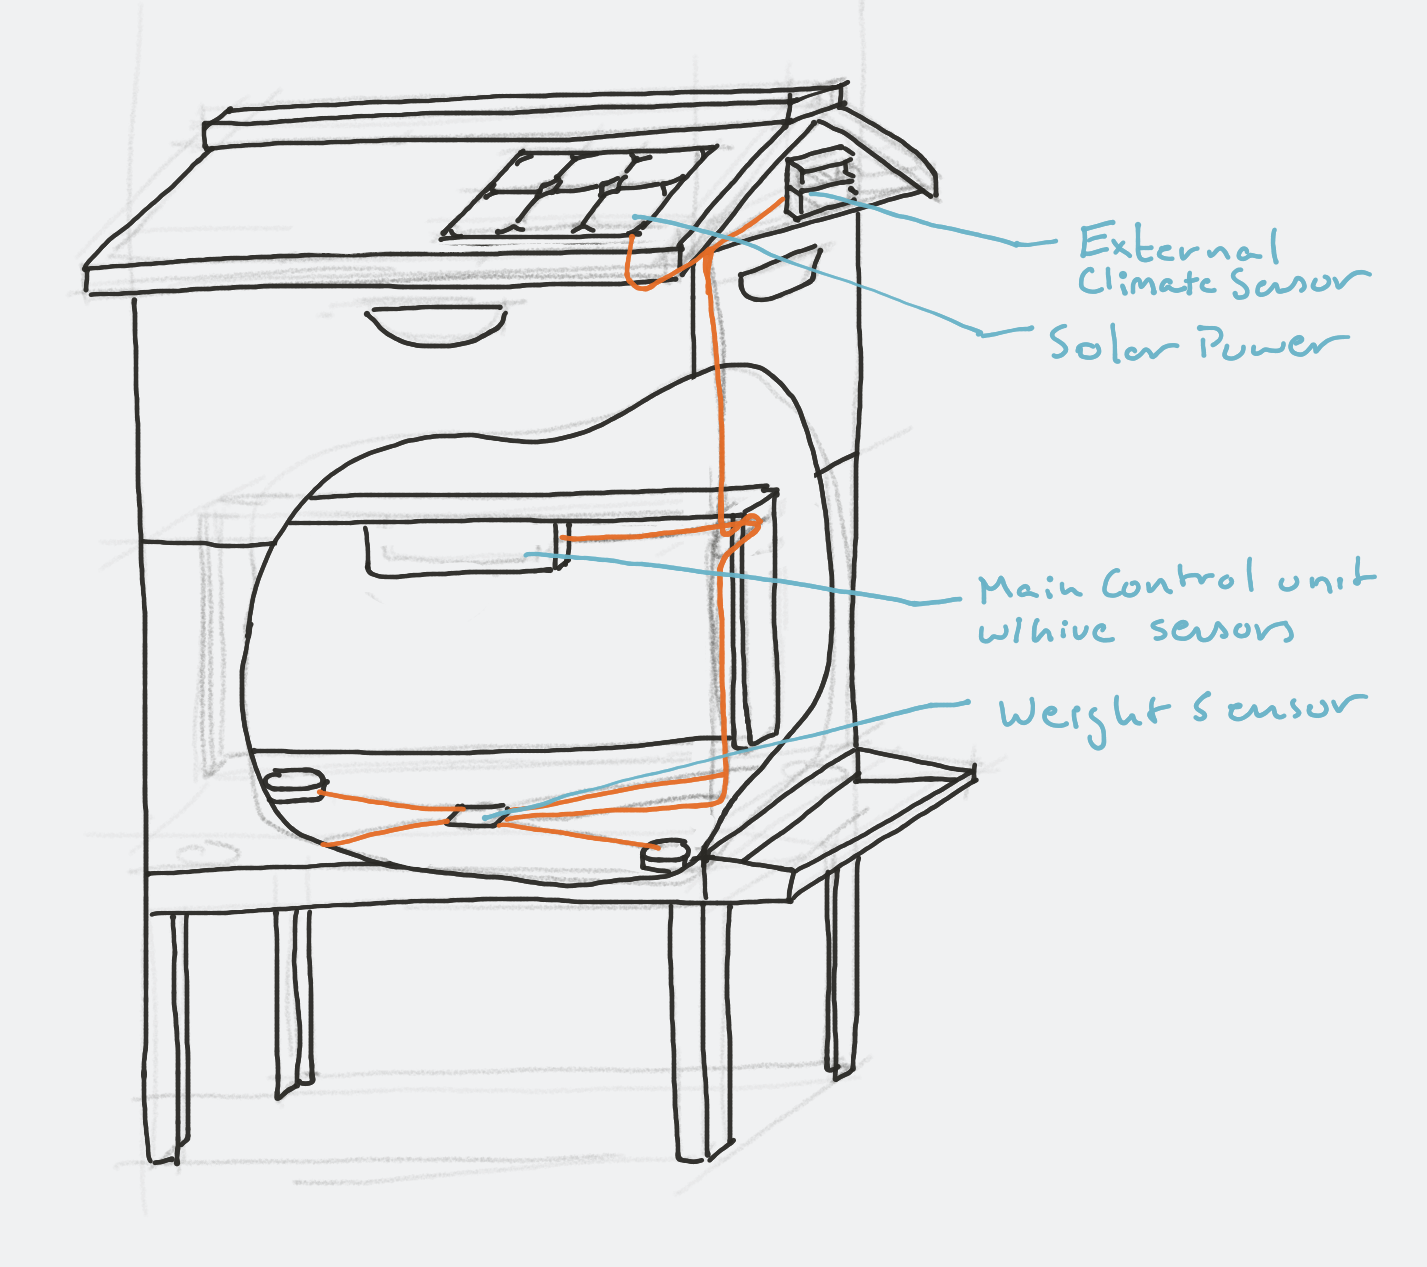 External
Climate Sensor
Solar Power
Main Control unit
w/hive sensors
Weight Sensor